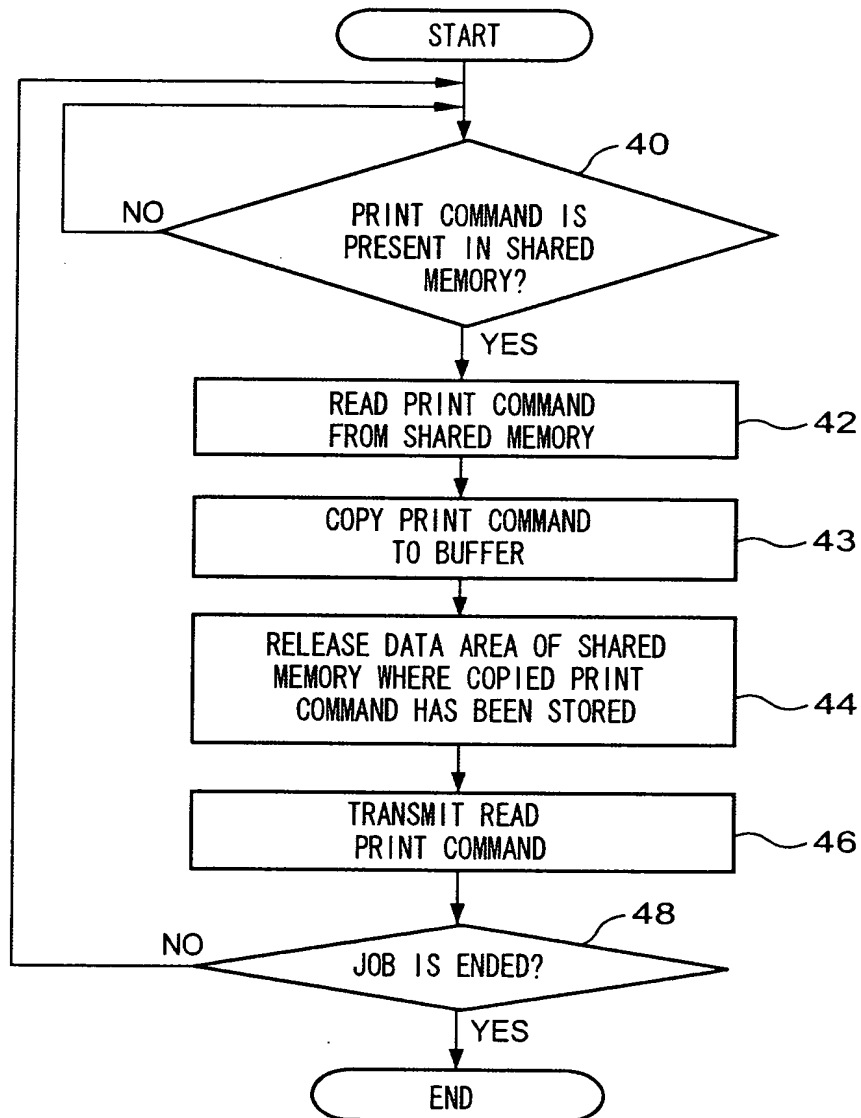 START
40
NO
PRINT COMMAND IS
PRESENT IN SHARED
MEMORY?
YES
READ PRINT COMMAND
FROM SHARED MEMORY
42
COPY PRINT COMMAND
TO BUFFER
43
RELEASE DATA AREA OF SHARED
MEMORY WHERE COPIED PRINT
COMMAND HAS BEEN STORED
44
TRANSMIT READ
PRINT COMMAND
46
48
NO
JOB IS ENDED?
YES
END